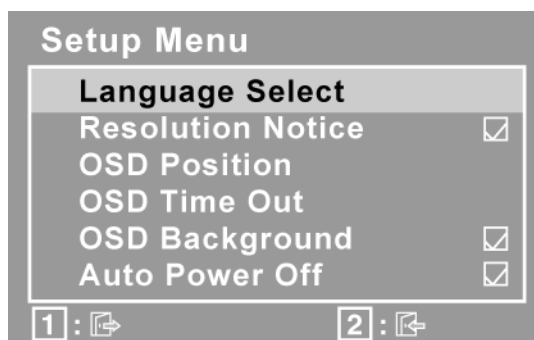 Setup Menu
Language Select
Resolution Notice
OSD Position
OSD Time Out
OSD Background
Auto Power Off
1 : 2 :